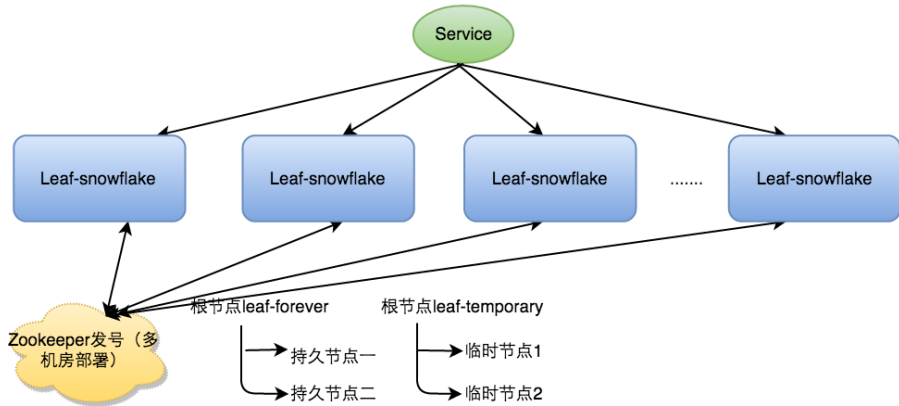 Service
Leaf-snowflake
Leaf-snowflake
Leaf-snowflake
.......
Leaf-snowflake
Zookeeper发号（多
机房部署）
根节点leaf-forever
持久节点一
持久节点二
根节点leaf-temporary
临时节点1
临时节点2